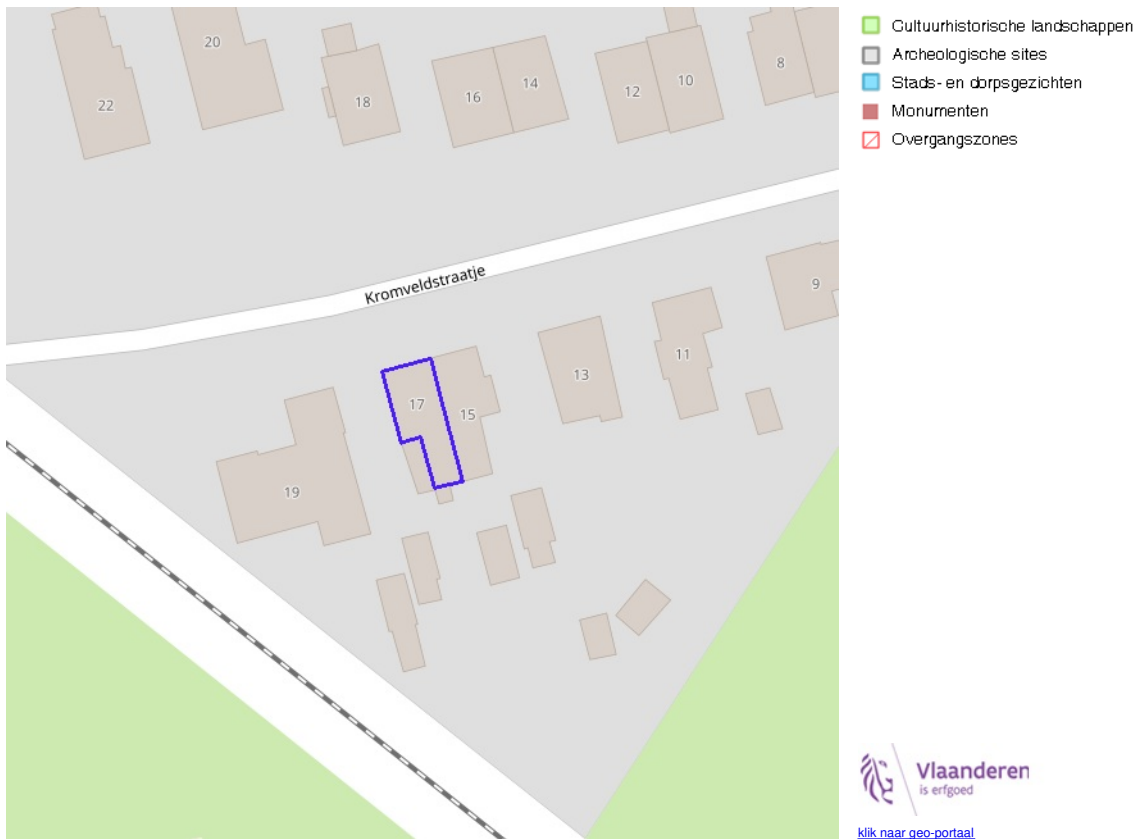 20
22
18
16
14
12
10
8
Kromveldstraatje
9
11
13
17
15
19
Cultuurhistorische landschappen
Archeologische sites
Stads- en dorpsgezichten
Monumenten
Overgangszones
Vlaanderen
is erfgoed
klik naar geo-portaal